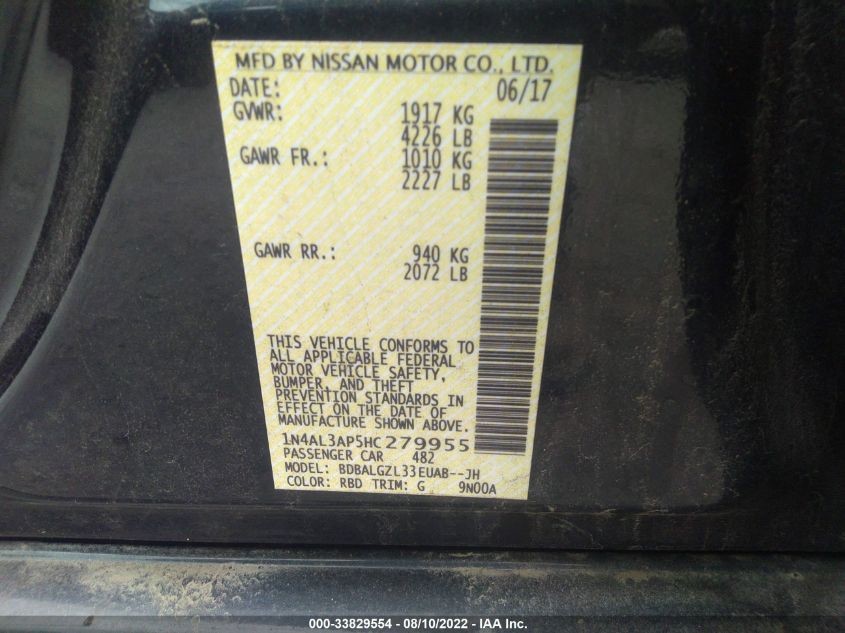 MFD BY NISSAN MOTOR CO., LTD.
DATE: 06/17
GVWR: 1917 KG
4226 LB
GAWR FR.: 1010 KG
2227 LB
GAWR RR.: 940 KG
2072 LB
THIS VEHICLE CONFORMS TO
ALL APPLICABLE FEDERAL
MOTOR VEHICLE SAFETY,
BUMPER, AND THEFT
PREVENTION STANDARDS IN
EFFECT ON THE DATE OF
MANUFACTURE SHOWN ABOVE.
1N4AL3AP5HC279955
PASSENGER CAR 482
MODEL: BDBALGZL33EUAB--JH
COLOR: RBD TRIM: G 9N00A
000-33829554 - 08/10/2022 - IAA Inc.